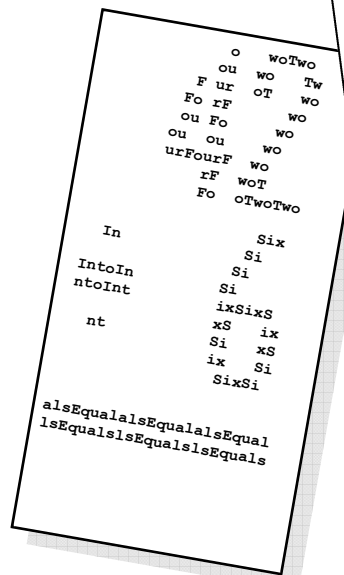 o woTwo
ou wo Tw
F ur oT wo
Fo rF wo
ou Fo wo
ou ou wo
urFourF wo
rF woT
Fo oTwoTwo
In Six
Si
IntoIn Si
ntoInt Si
ixSixS
nt xS ix
Si xS
ix Si
SixSi
alsEqualalsEqualalsEqual
lsEqualslsEqualslsEquals